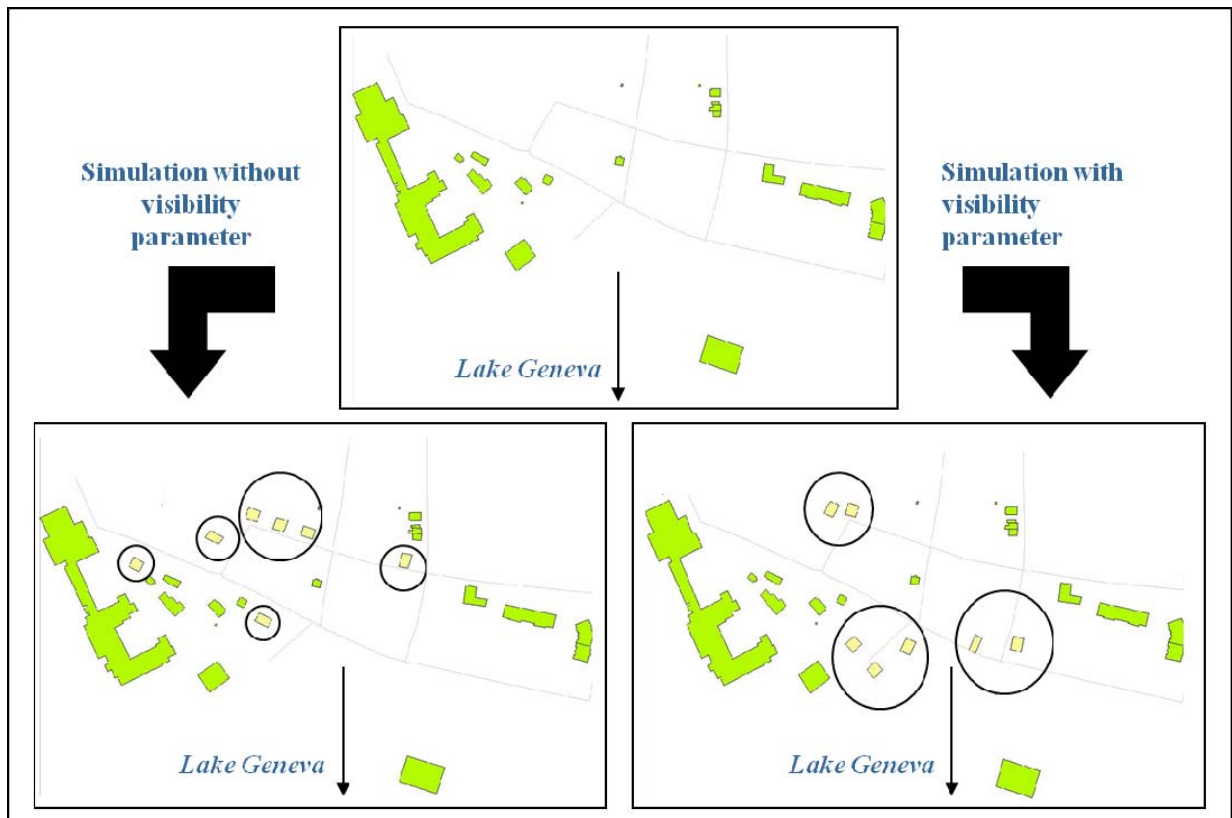 Simulation without
visibility
parameter
Simulation with
visibility
parameter
Lake Geneva
Lake Geneva
Lake Geneva